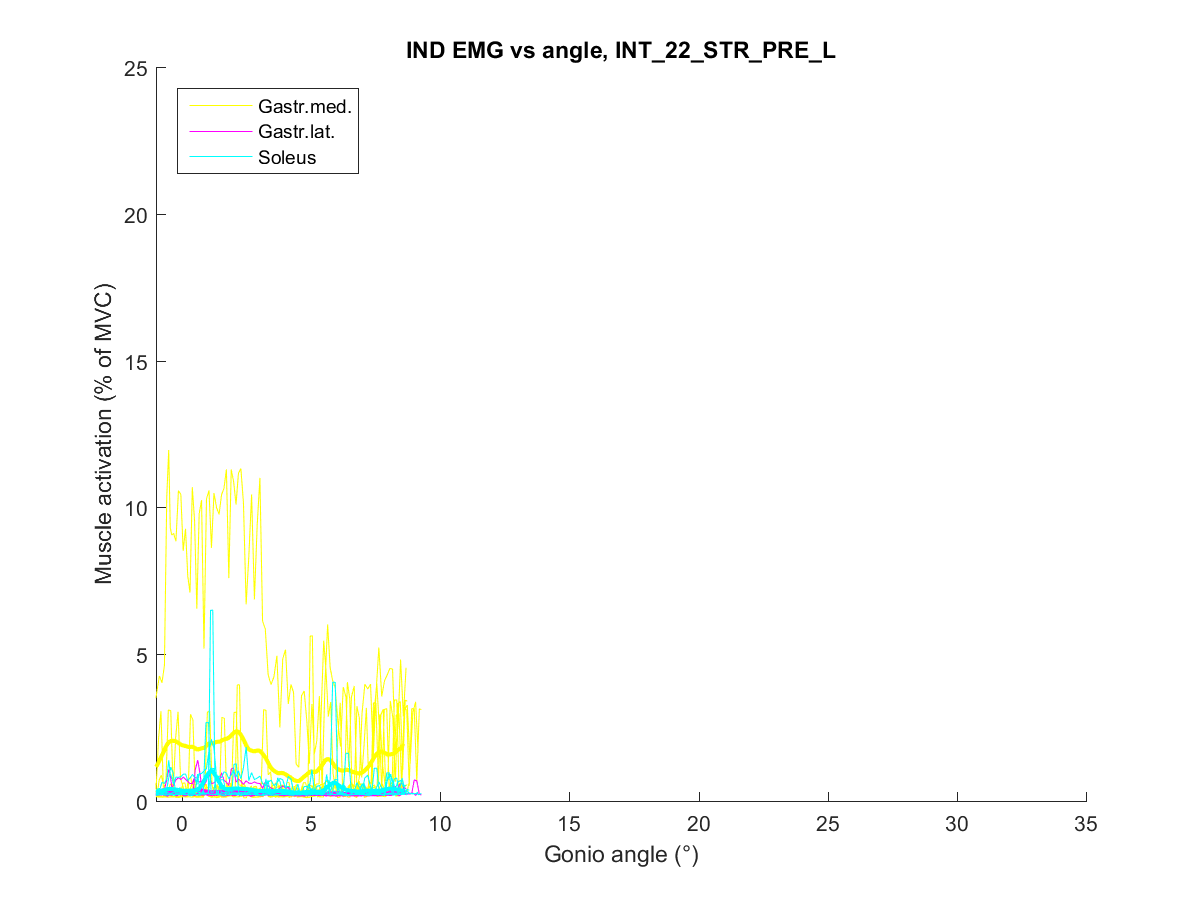 IND EMG vs angle, INT_22_STR_PRE_L
25
20
15
10
5
0
Muscle activation (% of MVC)
Gastr.med.
Gastr.lat.
Soleus
0 5 10 15 20 25 30 35
Gonio angle (°)